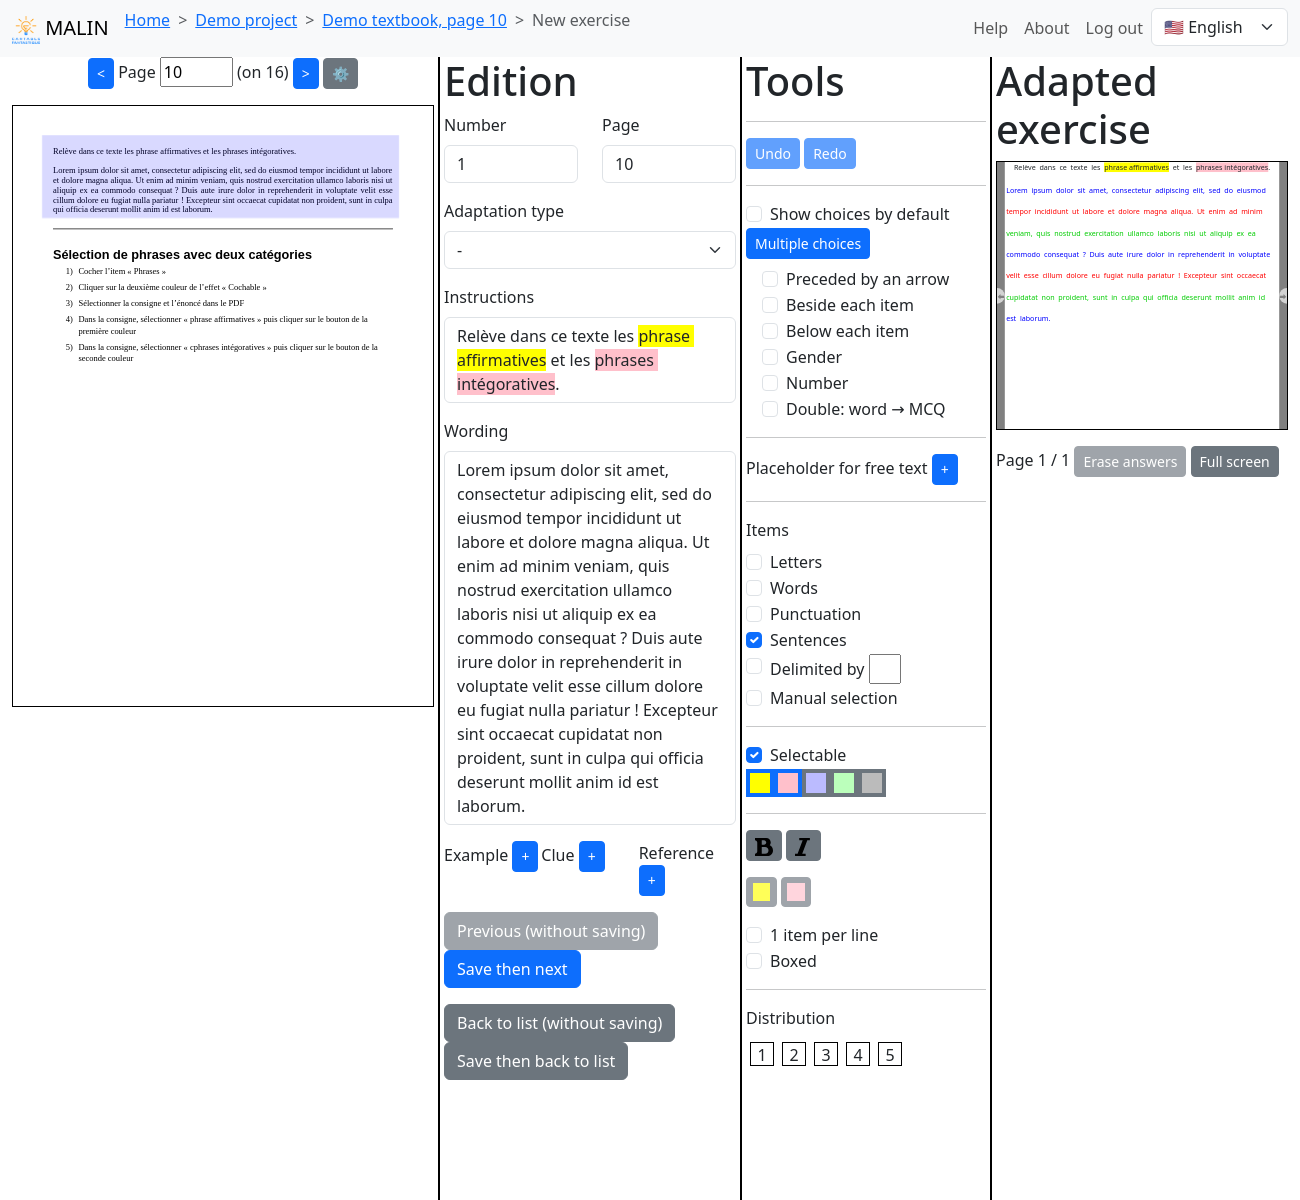 MALIN
Home > Demo project > Demo textbook, page 10 > New exercise
Help About Log out 🇺🇸 English
< Page 10 (on 16) > ⚙️
Relève dans ce texte les phrase affirmatives et les phrases intégoratives.
Lorem ipsum dolor sit amet, consectetur adipiscing elit, sed do eiusmod tempor incididunt ut labore
et dolore magna aliqua. Ut enim ad minim veniam, quis nostrud exercitation ullamco laboris nisi ut
aliquip ex ea commodo consequat ? Duis aute irure dolor in reprehenderit in voluptate velit esse
cillum dolore eu fugiat nulla pariatur ! Excepteur sint occaecat cupidatat non proident, sunt in culpa
qui officia deserunt mollit anim id est laborum.
Sélection de phrases avec deux catégories
1) Cocher l’item « Phrases »
2) Cliquer sur la deuxième couleur de l’effet « Cochable »
3) Sélectionner la consigne et l’énoncé dans le PDF
4) Dans la consigne, sélectionner « phrase affirmatives » puis cliquer sur le bouton de la
première couleur
5) Dans la consigne, sélectionner « cphrases intégoratives » puis cliquer sur le bouton de la
seconde couleur
Edition
Number Page
1 10
Adaptation type
-
Instructions
Relève dans ce texte les phrase
affirmatives et les phrases
intégoratives.
Wording
Lorem ipsum dolor sit amet,
consectetur adipiscing elit, sed do
eiusmod tempor incididunt ut
labore et dolore magna aliqua. Ut
enim ad minim veniam, quis
nostrud exercitation ullamco
laboris nisi ut aliquip ex ea
commodo consequat ? Duis aute
irure dolor in reprehenderit in
voluptate velit esse cillum dolore
eu fugiat nulla pariatur ! Excepteur
sint occaecat cupidatat non
proident, sunt in culpa qui officia
deserunt mollit anim id est
laborum.
Example + Clue + Reference
+
Previous (without saving)
Save then next
Back to list (without saving)
Save then back to list
Tools
Undo Redo
Show choices by default
Multiple choices
Preceded by an arrow
Beside each item
Below each item
Gender
Number
Double: word → MCQ
Placeholder for free text +
Items
Letters
Words
Punctuation
Sentences
Delimited by
Manual selection
Selectable
B I
1 item per line
Boxed
Distribution
1 2 3 4 5
Adapted
exercise
Relève dans ce texte les phrase affirmatives et les phrases intégoratives.
Lorem ipsum dolor sit amet, consectetur adipiscing elit, sed do eiusmod
tempor incididunt ut labore et dolore magna aliqua. Ut enim ad minim
veniam, quis nostrud exercitation ullamco laboris nisi ut aliquip ex ea
commodo consequat ? Duis aute irure dolor in reprehenderit in voluptate
velit esse cillum dolore eu fugiat nulla pariatur ! Excepteur sint occaecat
cupidatat non proident, sunt in culpa qui officia deserunt mollit anim id
est laborum.
Page 1 / 1 Erase answers Full screen